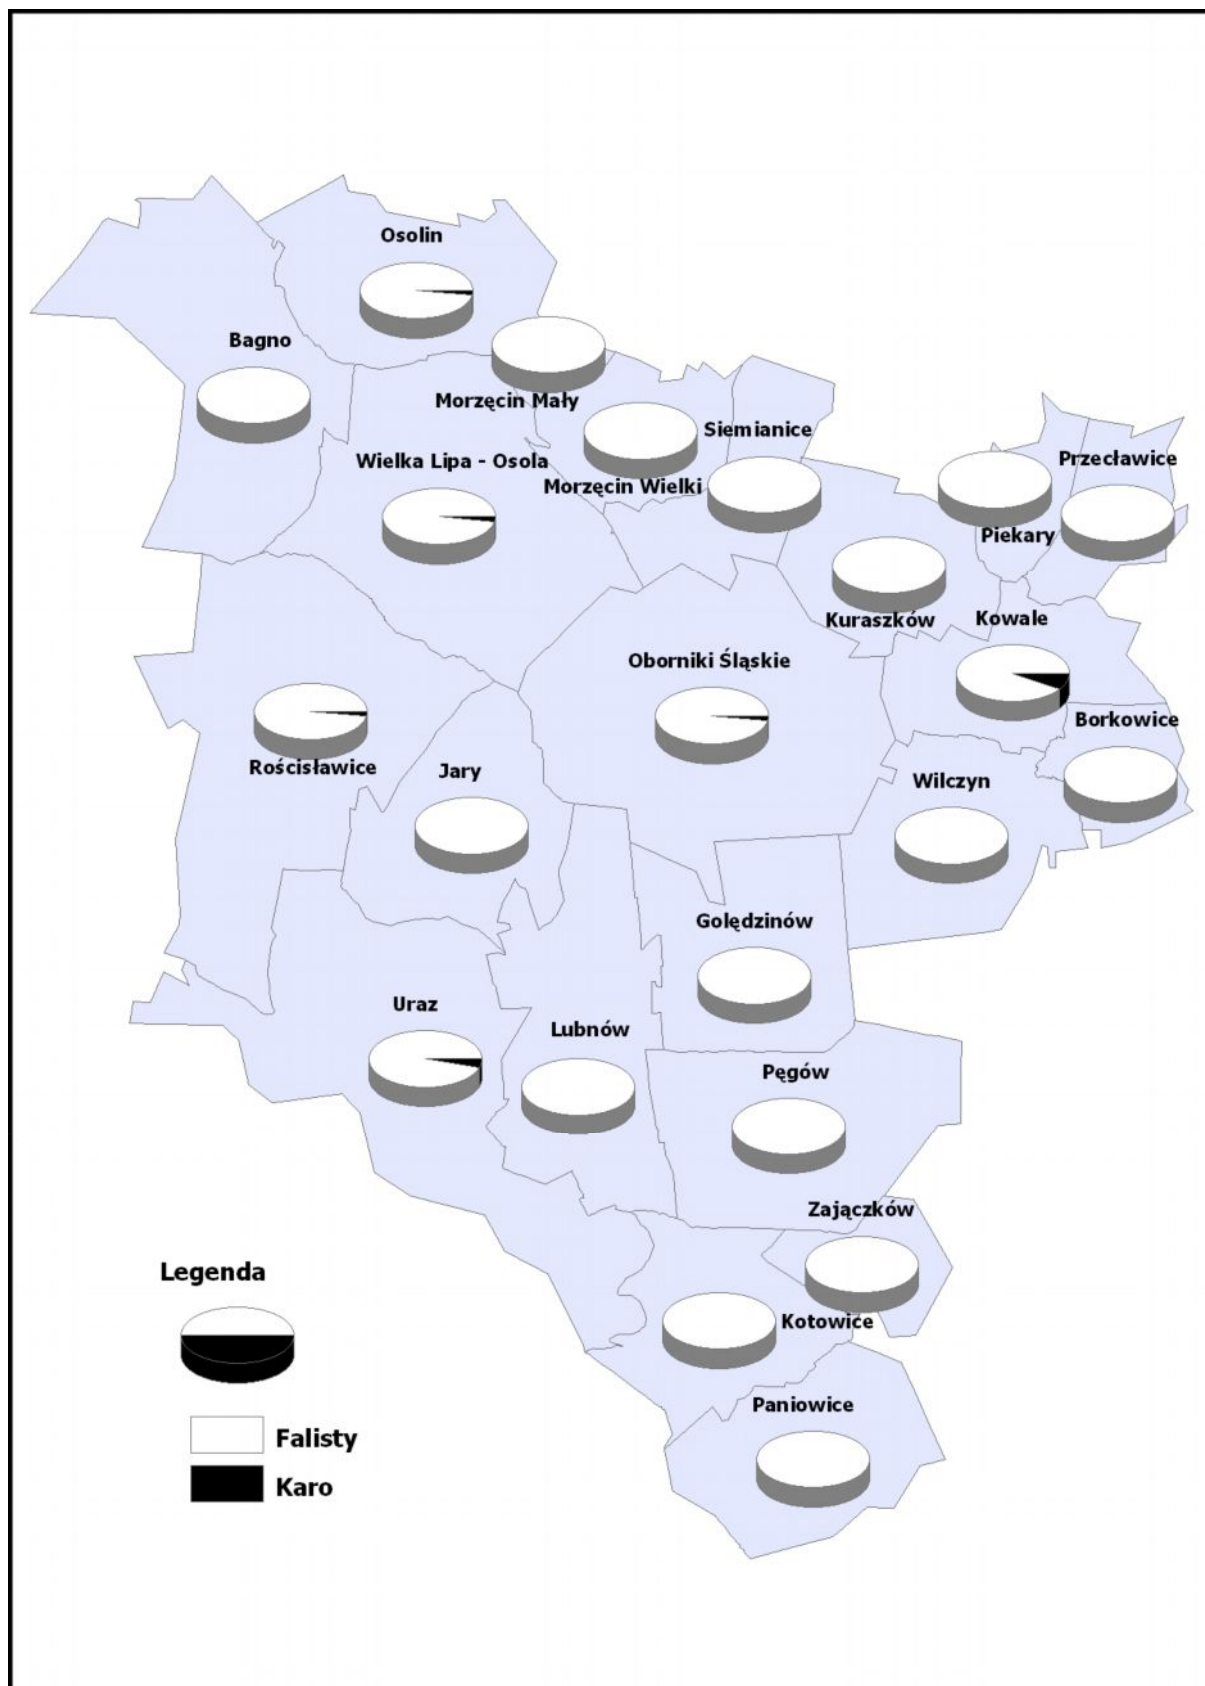 Osolin
Bagno
Morzęcin Mały
Siemianice
Wielka Lipa - Osola
Przecławice
Morzęcin Wielki
Piekary
Kuraszków
Kowale
Oborniki Śląskie
Borkowice
Rościsławice
Jary
Wilczyn
Golędzinów
Uraz
Lubnów
Pęgów
Zajączków
Legenda
Kotowice
Paniowice
Falisty
Karo